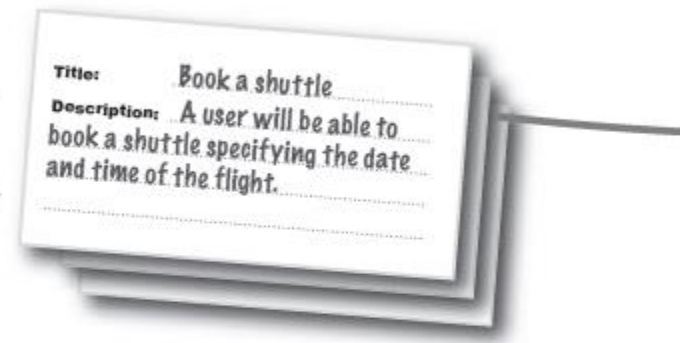 Title: Book a shuttle
Description: A user will be able to
book a shuttle specifying the date
and time of the flight.